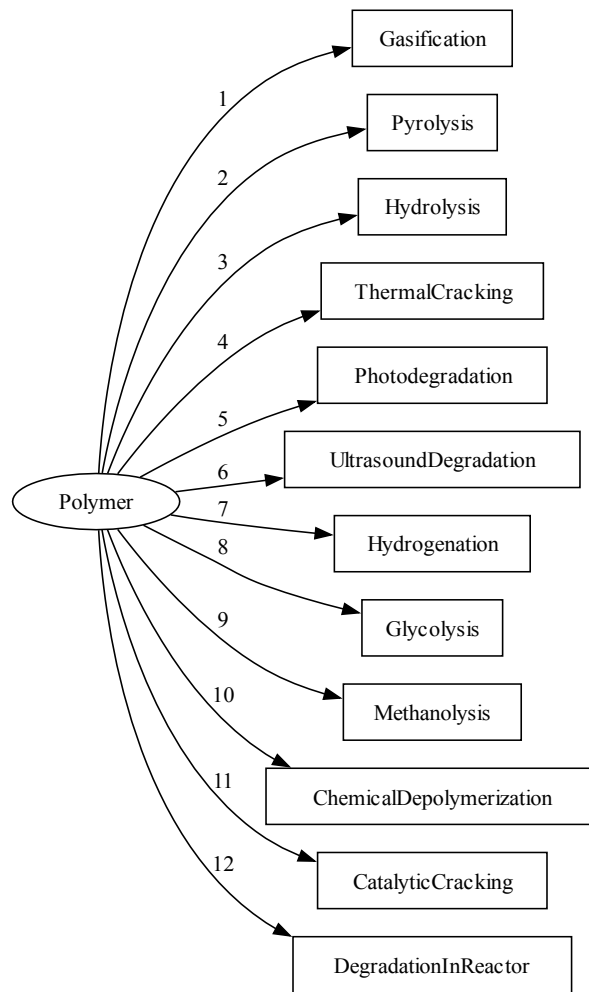 Gasification
1
Pyrolysis
2
Hydrolysis
3
ThermalCracking
4
Photodegradation
5
UltrasoundDegradation
6
Polymer
7
Hydrogenation
8
Glycolysis
9
Methanolysis
10
ChemicalDepolymerization
11
CatalyticCracking
12
DegradationInReactor